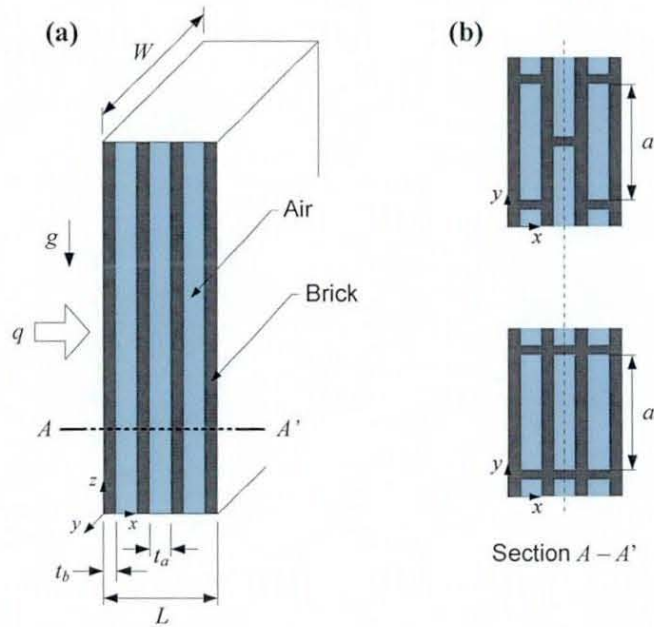 (a)
W
g
Air
Brick
q
A
A'
z
y
x
t_b
t_a
L
(b)
a
y
x
a
y
x
Section A – A'